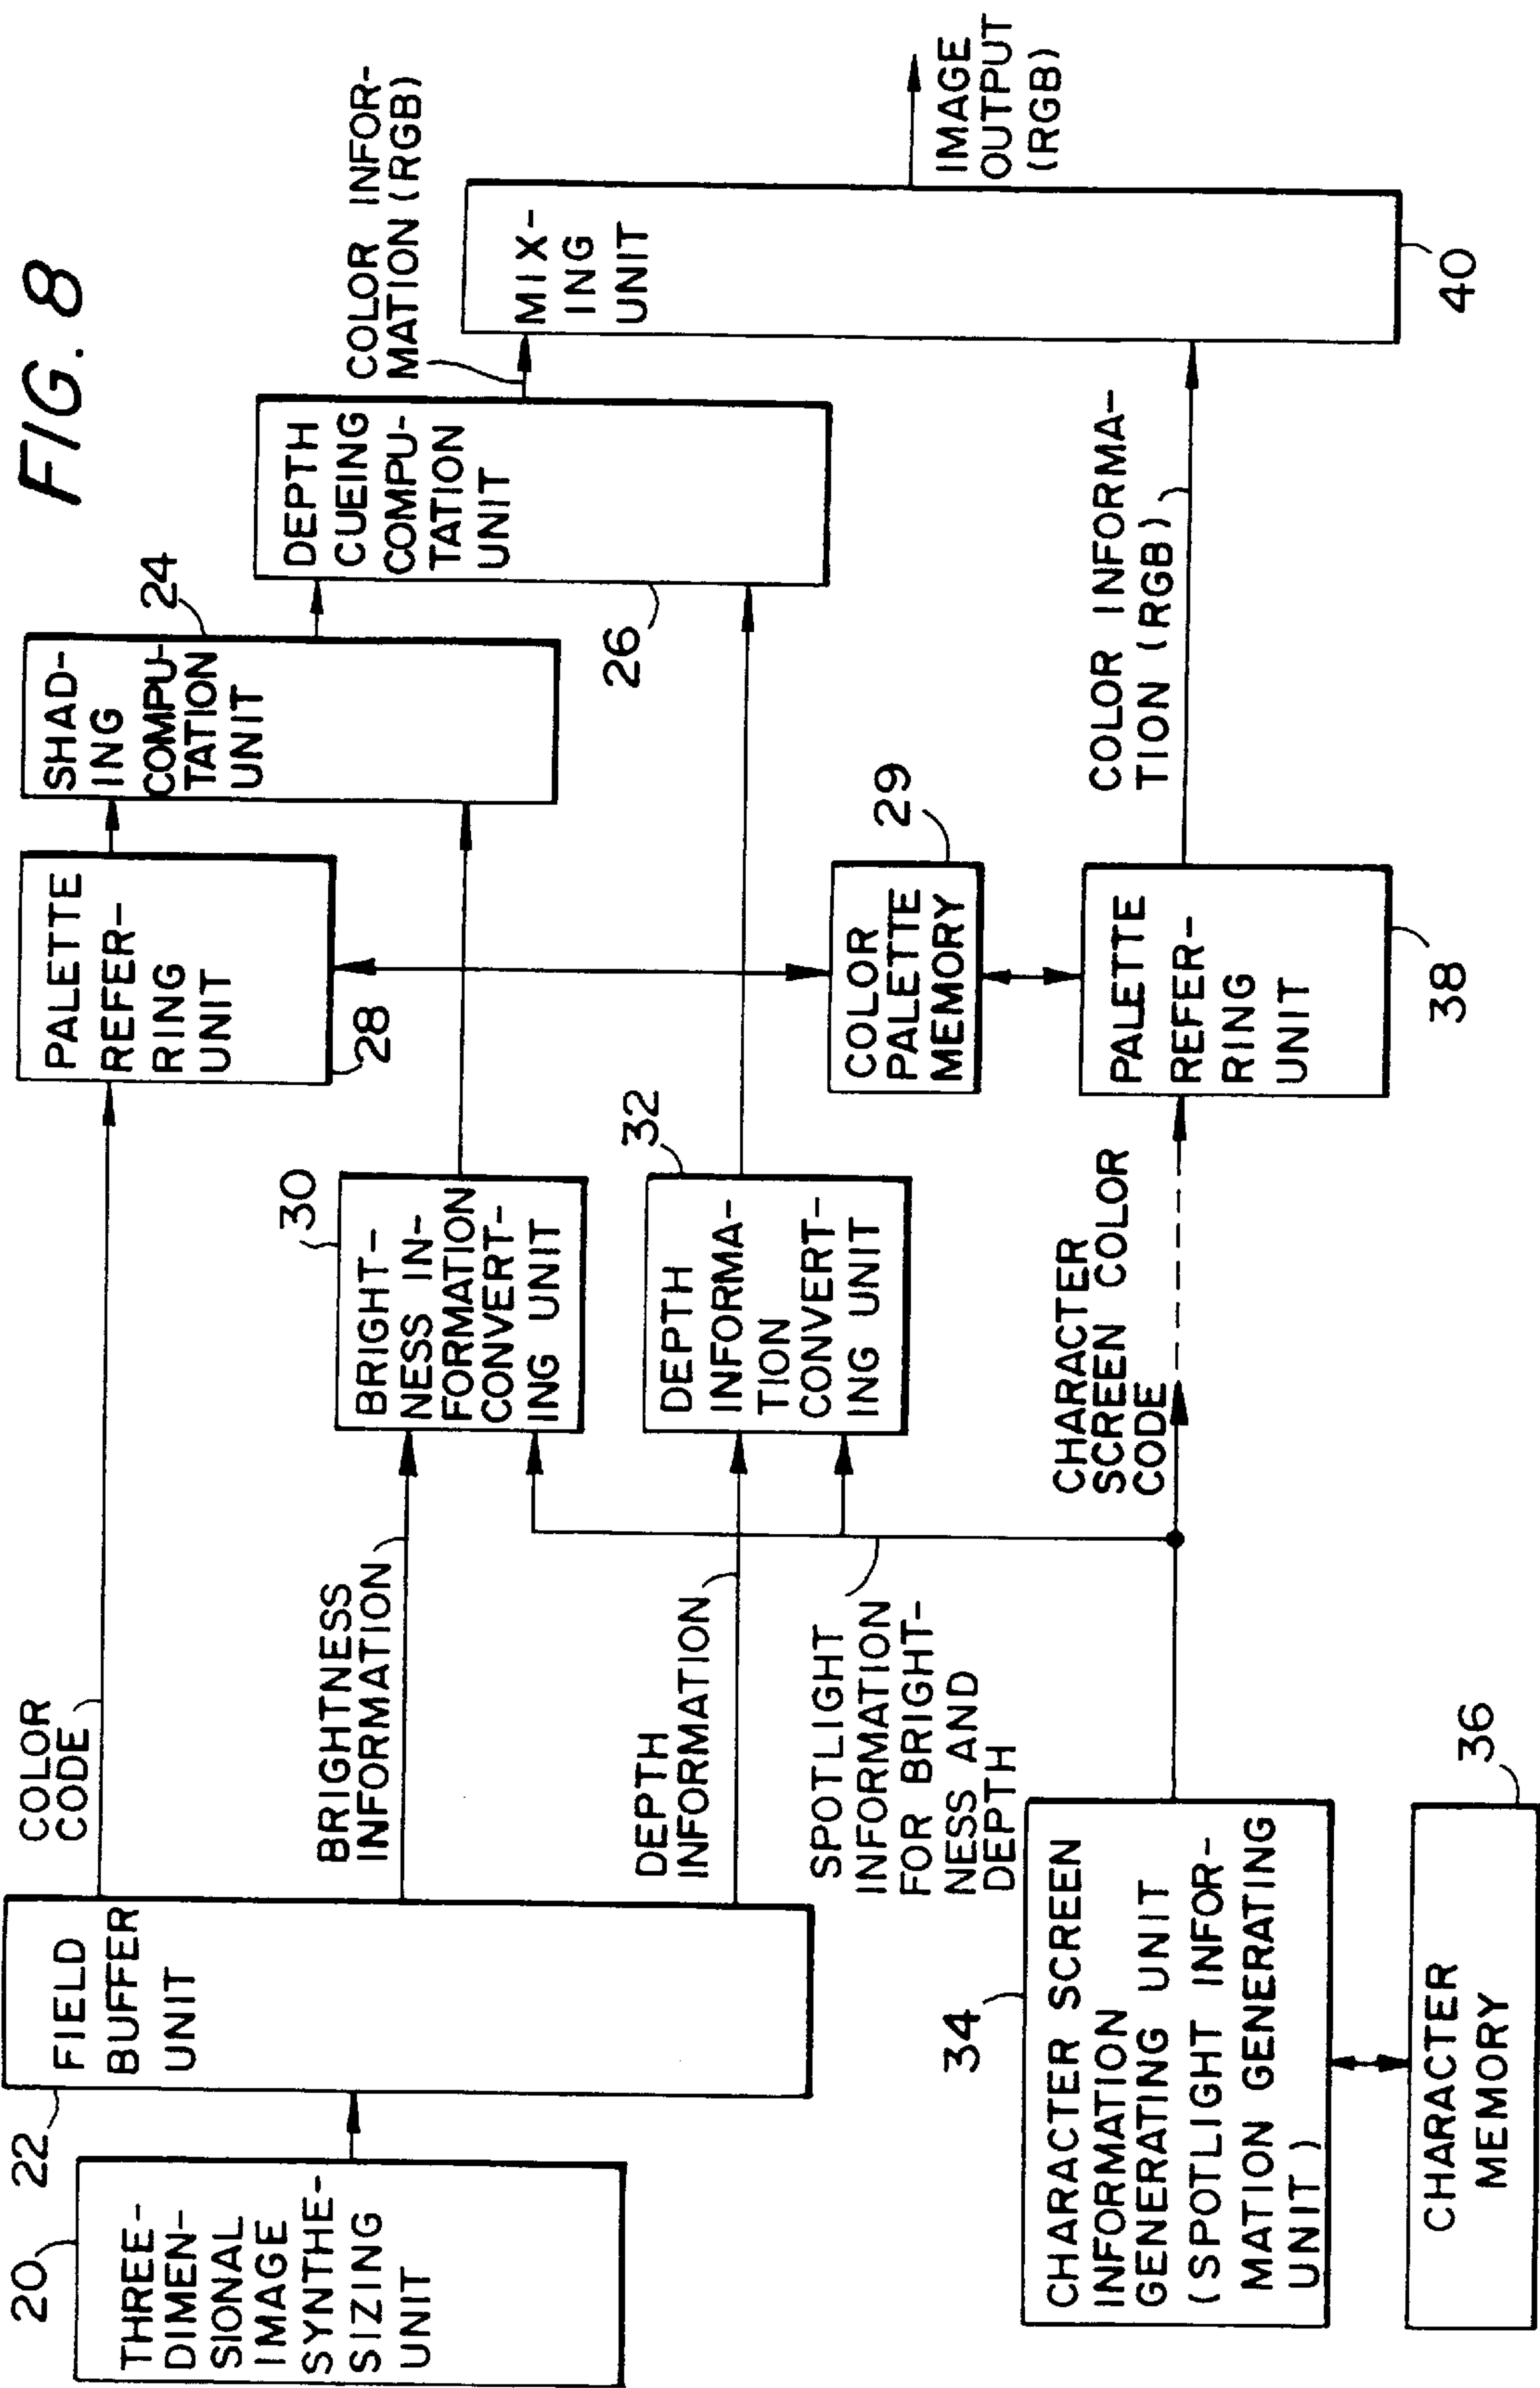 FIG. 8
20
THREE-
DIMEN-
SIONAL
IMAGE
SYNTHE-
SIZING
UNIT
22
FIELD
BUFFER
UNIT
COLOR
CODE
BRIGHTNESS
INFORMATION
DEPTH
INFORMATION
SPOTLIGHT
INFORMATION
FOR BRIGHT-
NESS AND
DEPTH
34
CHARACTER SCREEN
INFORMATION
GENERATING UNIT
(SPOTLIGHT INFOR-
MATION GENERATING
UNIT)
CHARACTER
MEMORY
36
30
BRIGHT-
NESS IN-
FORMATION
CONVERT-
ING UNIT
32
DEPTH
INFORMA-
TION
CONVERT-
ING UNIT
CHARACTER
SCREEN COLOR
CODE
PALETTE
REFER-
RING
UNIT
28
COLOR
PALETTE
MEMORY
29
PALETTE
REFER-
RING
UNIT
38
SHAD-
ING
COMPU-
TATION
UNIT
24
DEPTH
CUEING
COMPU-
TATION
UNIT
26
COLOR INFOR-
MATION (RGB)
COLOR INFORMA-
TION (RGB)
MIX-
ING
UNIT
40
IMAGE
OUTPUT
(RGB)